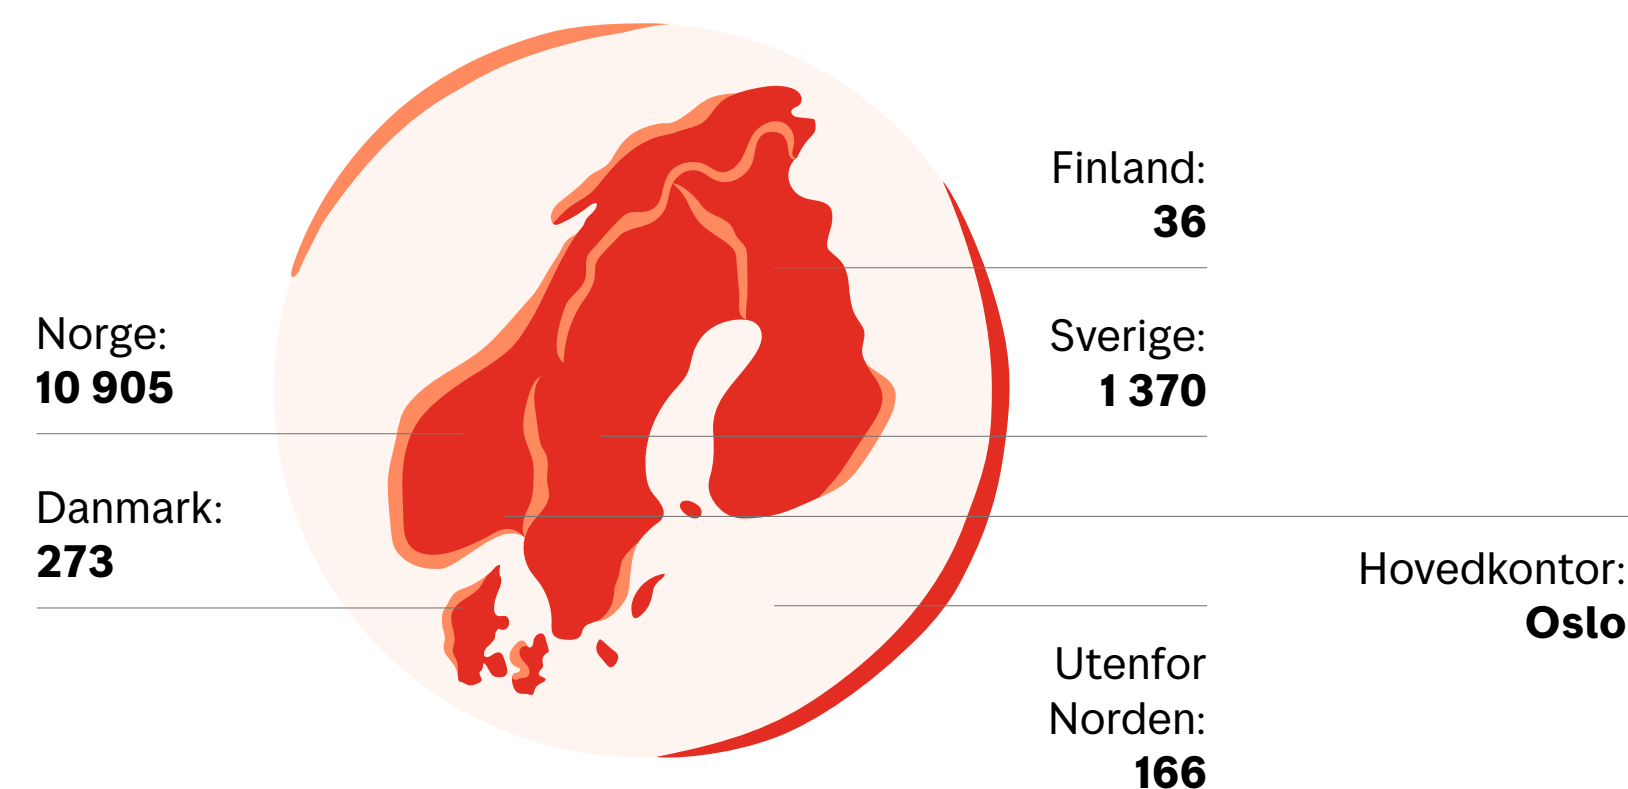 Norge:
10 905
Danmark:
273
Finland:
36
Sverige:
1 370
Utenfor
Norden:
166
Hovedkontor:
Oslo